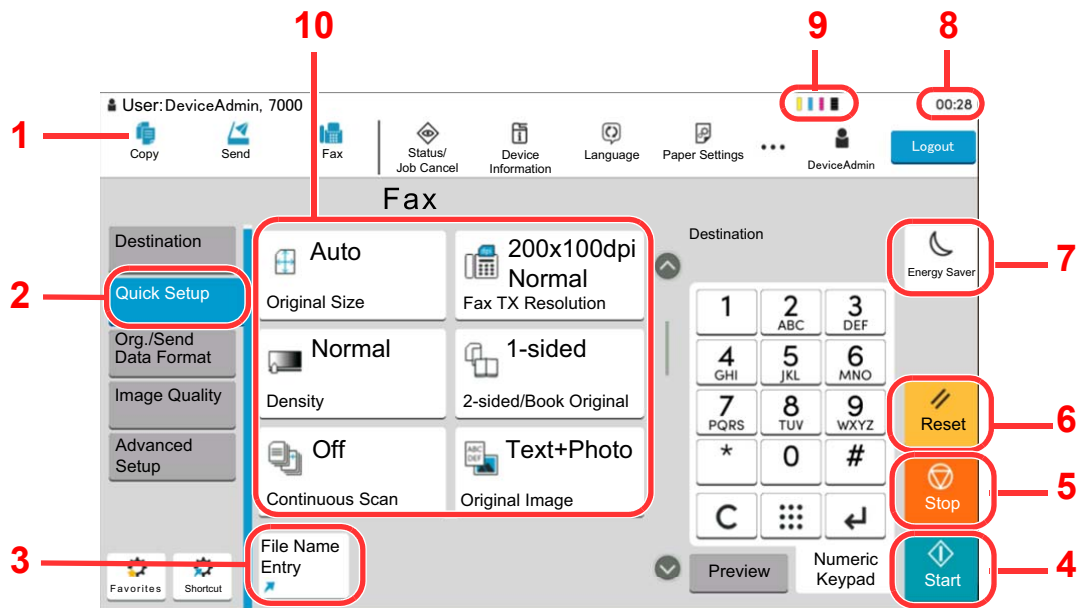 10
9
8
User: DeviceAdmin, 7000
00:28
1
Copy
Send
Fax
Status/
Job Cancel
Device
Information
Language
Paper Settings
DeviceAdmin
Logout
Fax
Destination
Quick Setup
Org./Send
Data Format
Image Quality
Advanced
Setup
2
Auto
Original Size
200x100dpi
Normal
Fax TX Resolution
Normal
Density
1-sided
2-sided/Book Original
Off
Continuous Scan
ABC
DEF
Text+Photo
Original Image
3
File Name
Entry
Favorites
Shortcut
Destination
1
2
ABC
3
DEF
4
GHI
5
JKL
6
MNO
7
PQRS
8
TUV
9
WXYZ
*
0
#
C
Preview
Numeric
Keypad
Energy Saver
7
Reset
6
Stop
5
Start
4